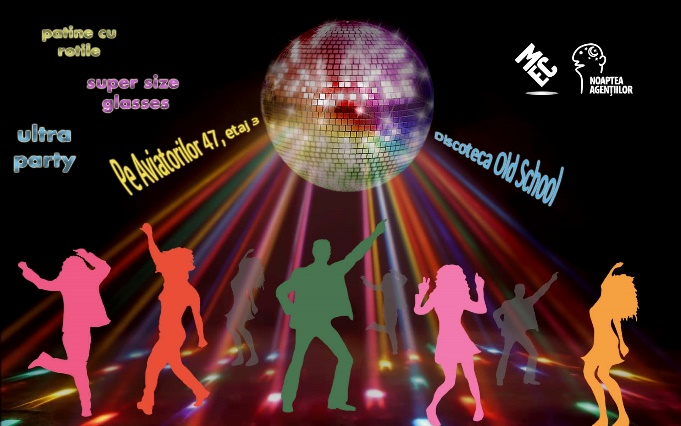 patine cu
rotile
super size
glasses
ultra
party
Pe Aviatorilor 47, etaj 3
Discoteca Old School
MEC
NOAPTEA
AGENȚIILOR